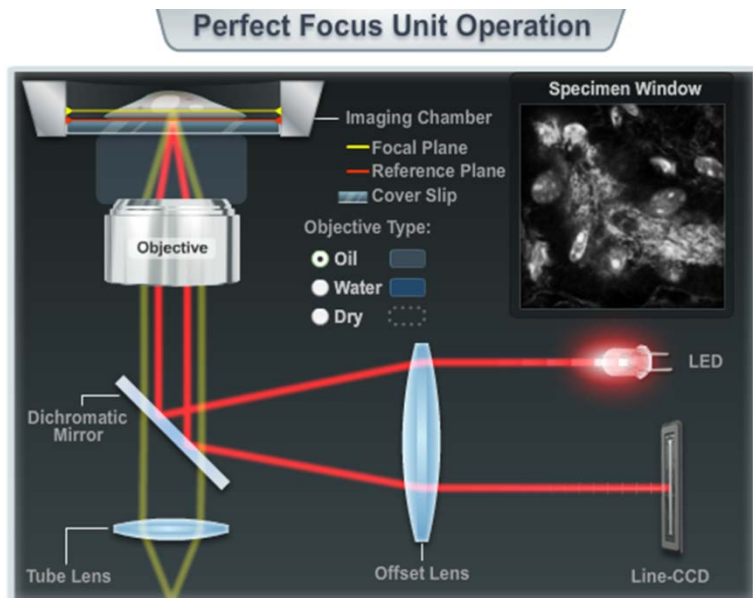 Perfect Focus Unit Operation
Specimen Window
Imaging Chamber
Focal Plane
Reference Plane
Cover Slip
Objective
Objective Type:
Oil
Water
Dry
LED
Dichromatic
Mirror
Tube Lens
Offset Lens
Line-CCD